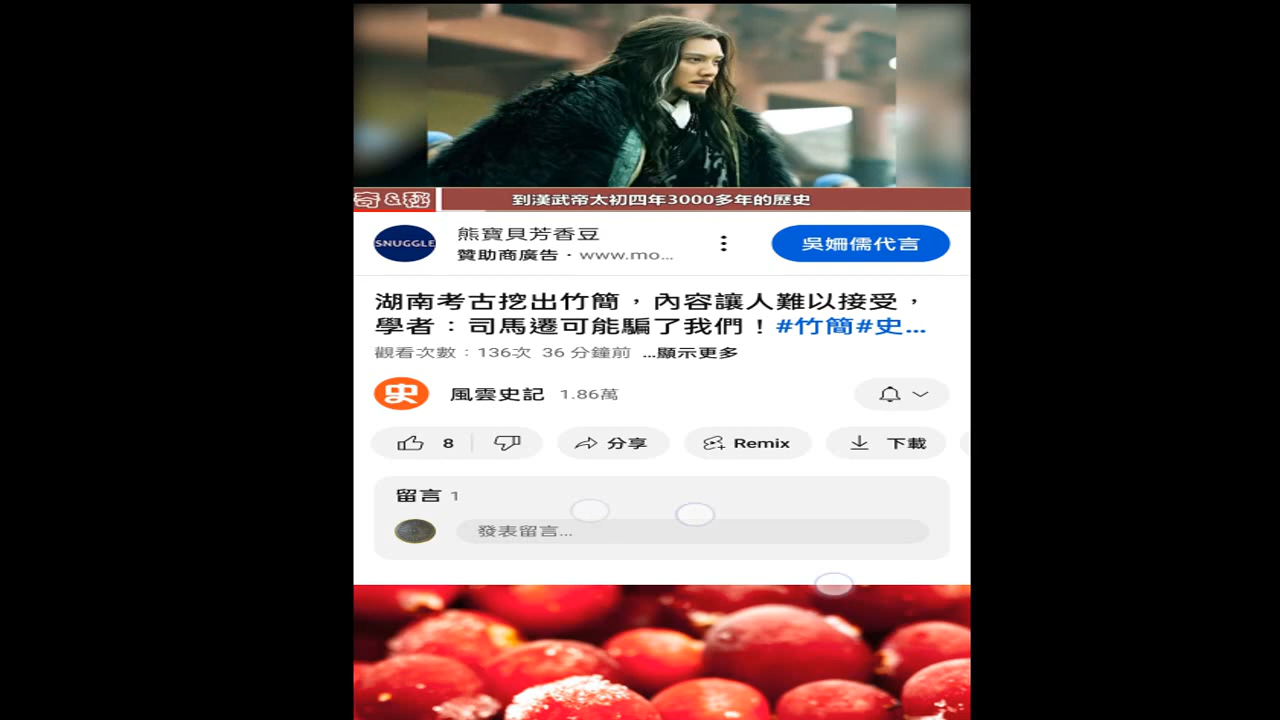 到漢武帝太初四年3000多年的歷史
奇&秘
SNUGGLE
熊寶貝芳香豆
贊助商廣告・www.mo...
吳姍儒代言
湖南考古挖出竹簡，內容讓人難以接受，
學者：司馬遷可能騙了我們！#竹簡#史...
觀看次數：136次 36 分鐘前 ...顯示更多
史
風雲史記 1.86萬
8
分享
Remix
下載
留言 1
發表留言...